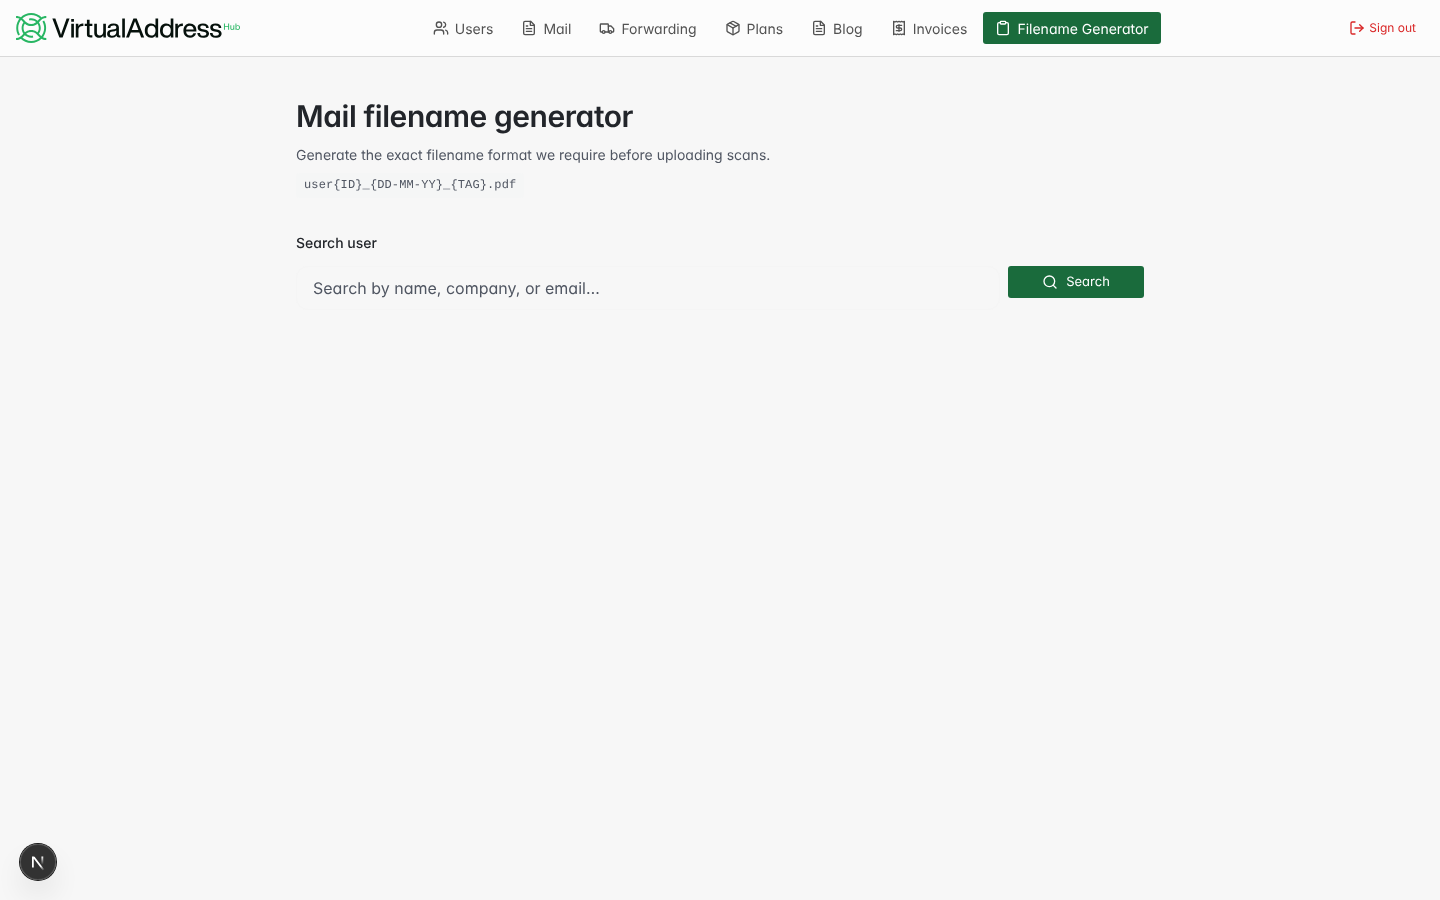 VirtualAddress Hub
Users
Mail
Forwarding
Plans
Blog
Invoices
Filename Generator
Sign out
Mail filename generator
Generate the exact filename format we require before uploading scans.
user{ID}_{DD-MM-YY}_{TAG}.pdf
Search user
Search by name, company, or email...
Search
N